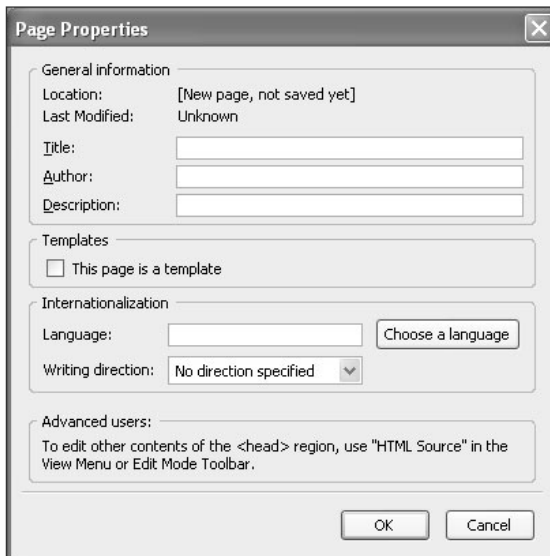 Page Properties
General information
Location: [New page, not saved yet]
Last Modified: Unknown
Title:
Author:
Description:
Templates
This page is a template
Internationalization
Language: Choose a language
Writing direction: No direction specified
Advanced users:
To edit other contents of the <head> region, use "HTML Source" in the
View Menu or Edit Mode Toolbar.
OK Cancel